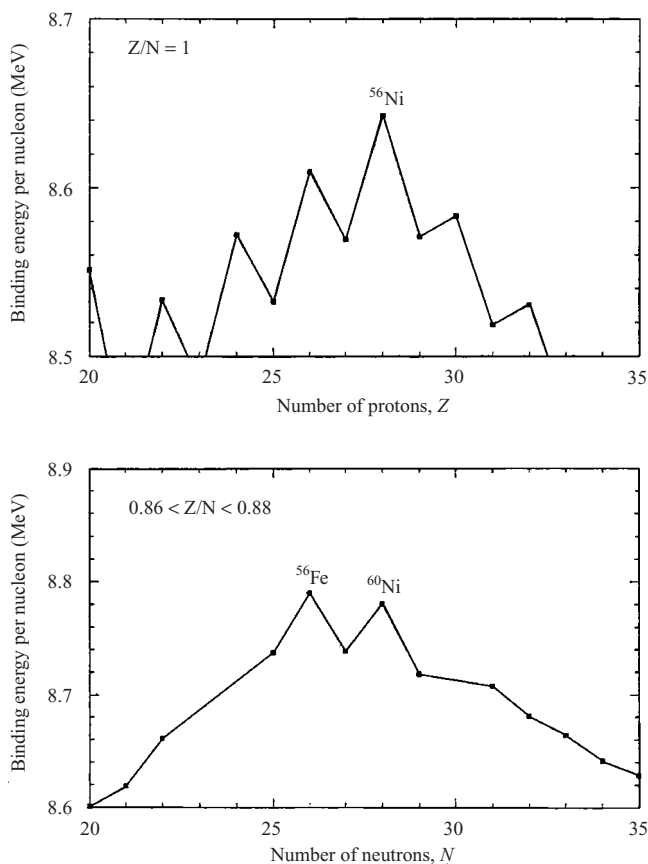 8.7
Z/N = 1
⁵⁶Ni
8.6
8.5
20 25 30 35
Binding energy per nucleon (MeV)
Number of protons, Z
8.9
0.86 < Z/N < 0.88
⁵⁶Fe
⁶⁰Ni
8.8
8.7
8.6
20 25 30 35
Binding energy per nucleon (MeV)
Number of neutrons, N